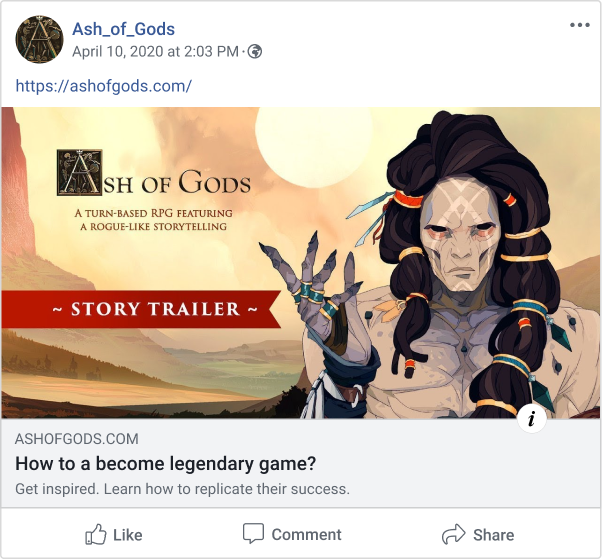 Ash_of_Gods
April 10, 2020 at 2:03 PM ·
https://ashofgods.com/
ASH OF GODS
A TURN-BASED RPG FEATURING
A ROGUE-LIKE STORYTELLING
~ STORY TRAILER ~
i
ASHOFGODS.COM
How to a become legendary game?
Get inspired. Learn how to replicate their success.
Like Comment Share